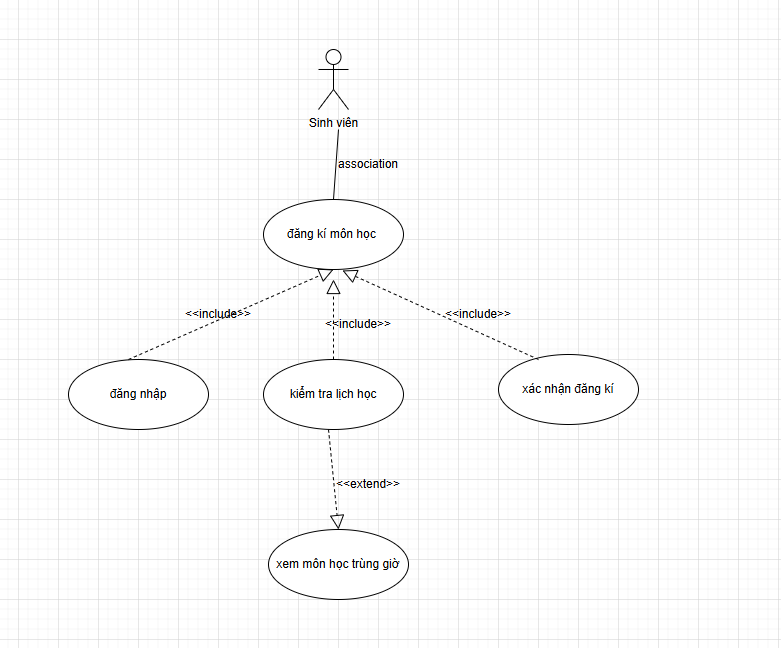 Sinh viên
association
đăng kí môn học
<<include>>
<<include>>
<<include>>
đăng nhập
kiểm tra lịch học
xác nhận đăng kí
<<extend>>
xem môn học trùng giờ